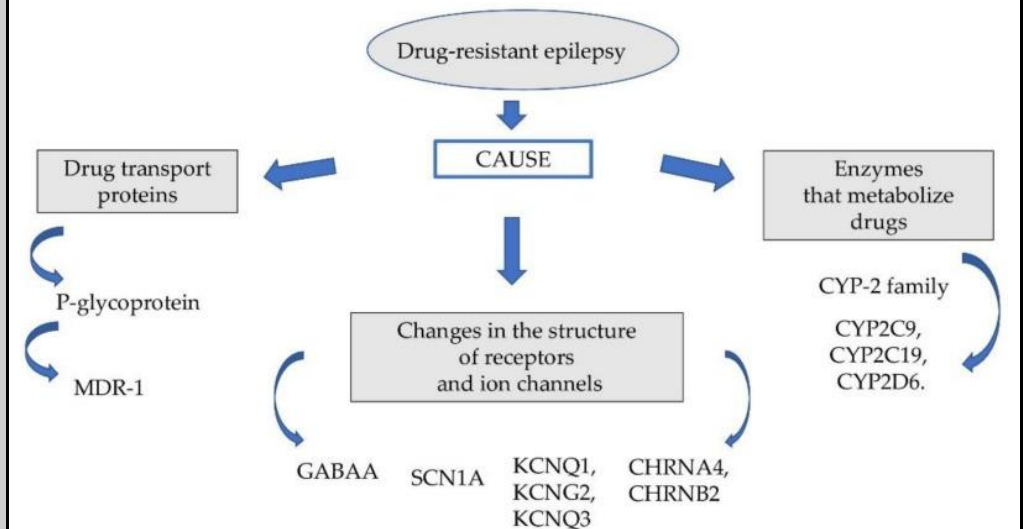 Drug-resistant epilepsy
CAUSE
Drug transport
proteins
P-glycoprotein
MDR-1
Changes in the structure
of receptors
and ion channels
GABAA
SCN1A
KCNQ1,
KCNG2,
KCNQ3
CHRNA4,
CHRNB2
Enzymes
that metabolize
drugs
CYP-2 family
CYP2C9,
CYP2C19,
CYP2D6.